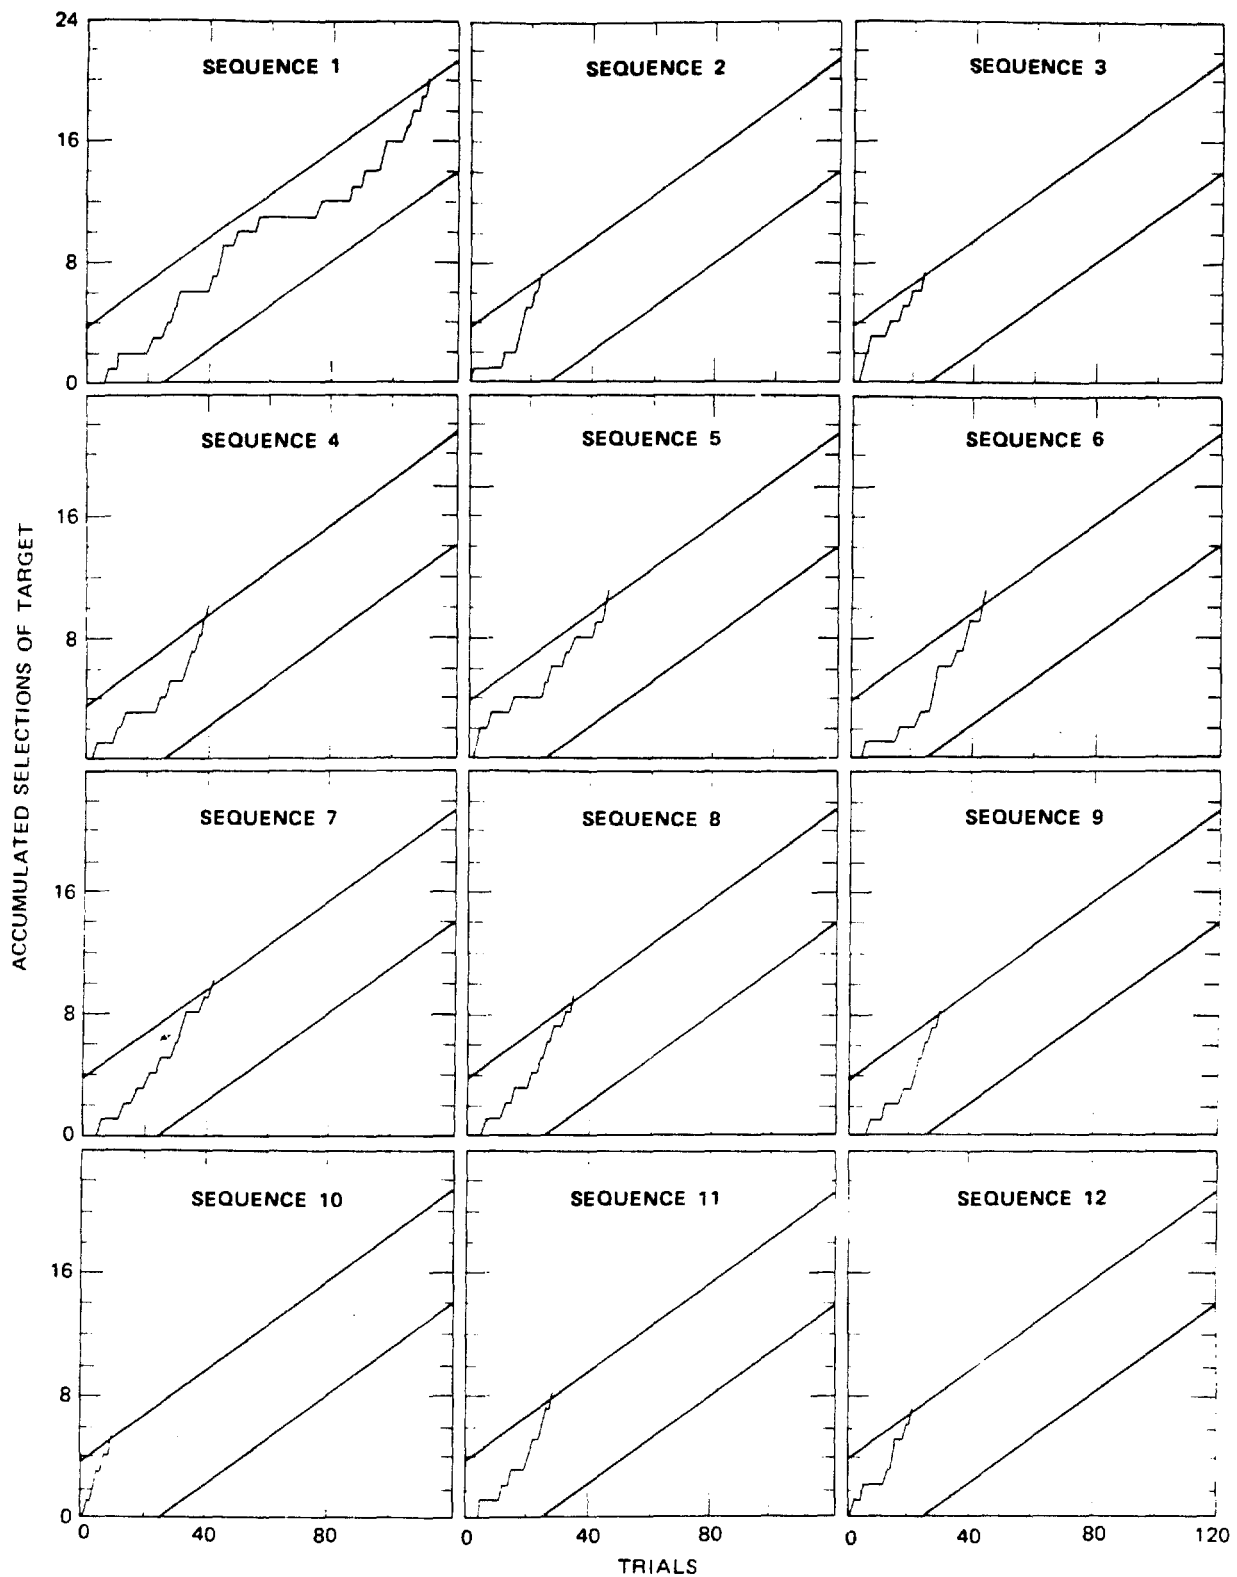 24
SEQUENCE 1
SEQUENCE 2
SEQUENCE 3
16
8
0
SEQUENCE 4
SEQUENCE 5
SEQUENCE 6
16
8
ACCUMULATED SELECTIONS OF TARGET
SEQUENCE 7
SEQUENCE 8
SEQUENCE 9
16
8
0
SEQUENCE 10
SEQUENCE 11
SEQUENCE 12
16
8
0
0 40 80 0 40 80 0 40 80 120
TRIALS